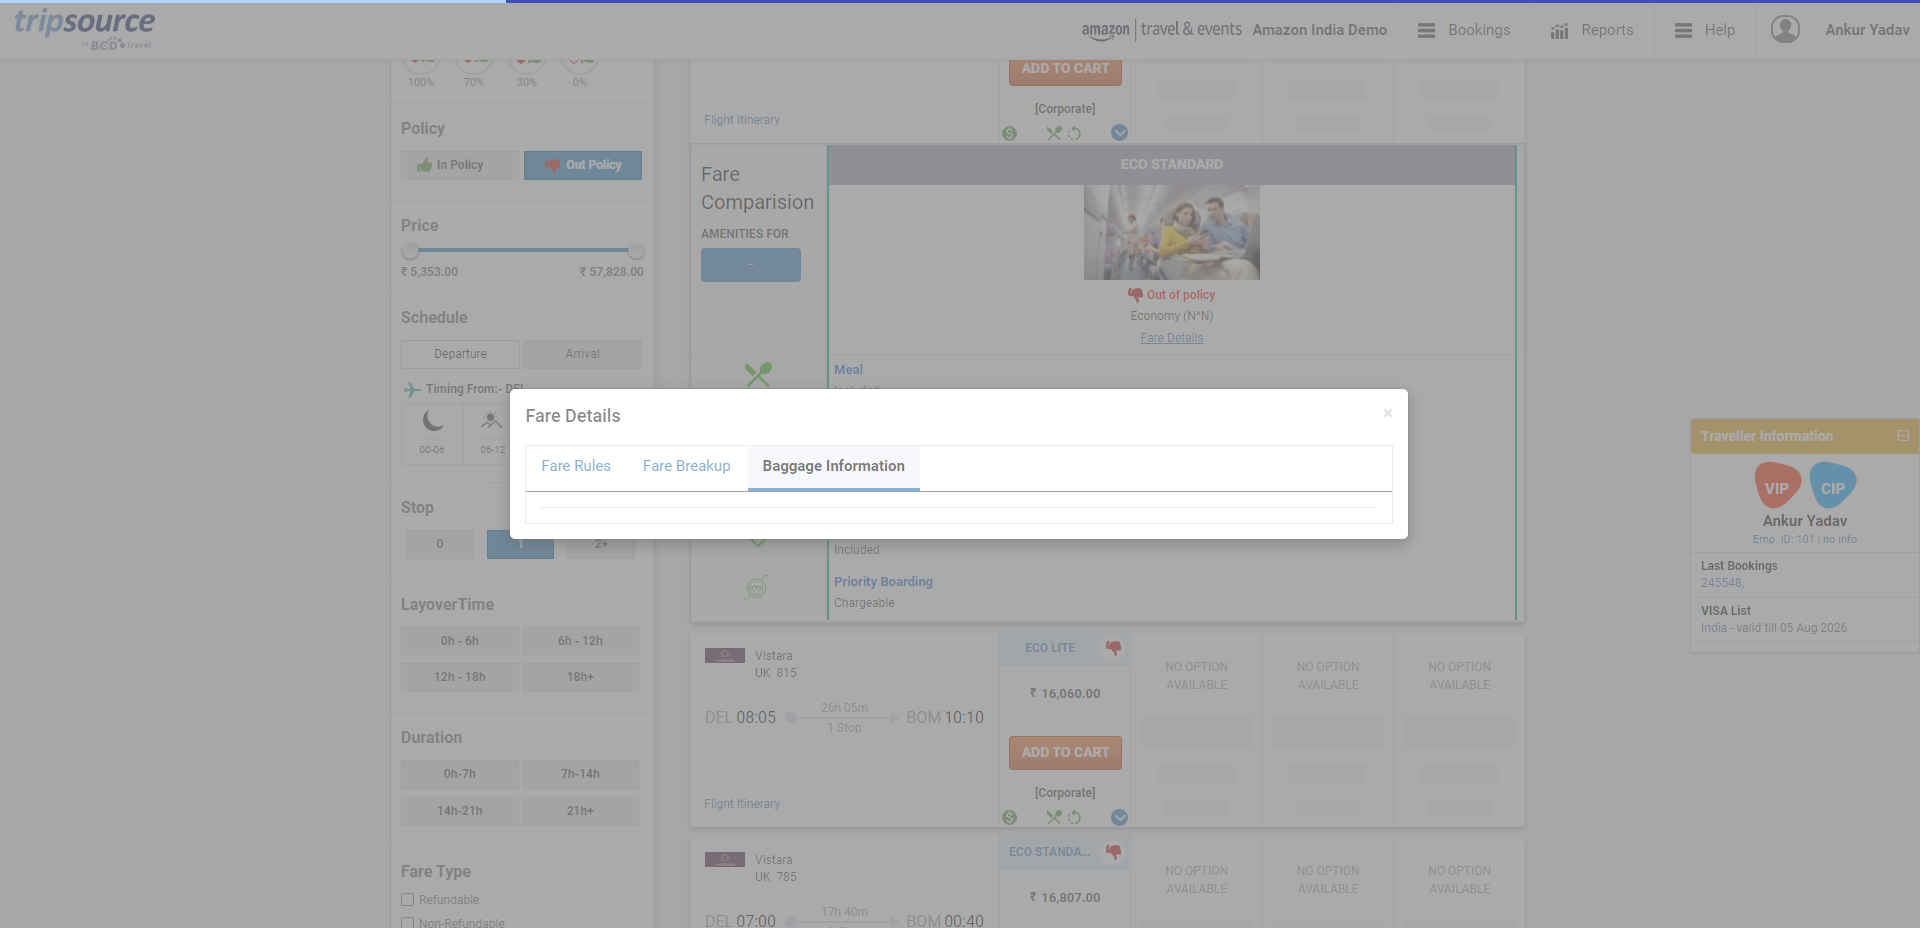 tripsource
by BCD travel
amazon | travel & events
Amazon India Demo
Bookings
Reports
Help
Ankur Yadav
100%
70%
30%
0%
Policy
In Policy
Out Policy
Price
₹ 5,353.00
₹ 57,828.00
Schedule
Departure
Arrival
Timing From:- DEL
00-06
06-12
Stop
0
1
2+
LayoverTime
0h - 6h
6h - 12h
12h - 18h
18h+
Duration
0h-7h
7h-14h
14h-21h
21h+
Fare Type
Refundable
Non-Refundable
ADD TO CART
[Corporate]
Flight Itinerary
Fare
Comparision
AMENITIES FOR
-
ECO STANDARD
Out of policy
Economy (N*N)
Fare Details
Meal
Included
Fare Details
×
Fare Rules
Fare Breakup
Baggage Information
Included
Priority Boarding
Chargeable
Vistara
UK 815
DEL 08:05
26h 05m
1 Stop
BOM 10:10
Flight Itinerary
ECO LITE
₹ 16,060.00
ADD TO CART
[Corporate]
NO OPTION
AVAILABLE
NO OPTION
AVAILABLE
NO OPTION
AVAILABLE
Vistara
UK 785
DEL 07:00
17h 40m
BOM 00:40
ECO STANDA...
₹ 16,807.00
NO OPTION
AVAILABLE
NO OPTION
AVAILABLE
NO OPTION
AVAILABLE
Traveller Information
VIP
CIP
Ankur Yadav
Emp. ID: 101 | no Info
Last Bookings
245548,
VISA List
India - valid till 05 Aug 2026